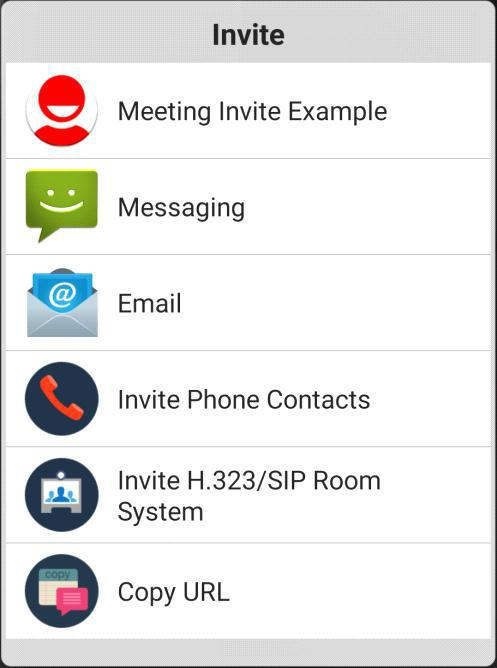 Invite
Meeting Invite Example
Messaging
@
Email
Invite Phone Contacts
Invite H.323/SIP Room
System
copy
Copy URL